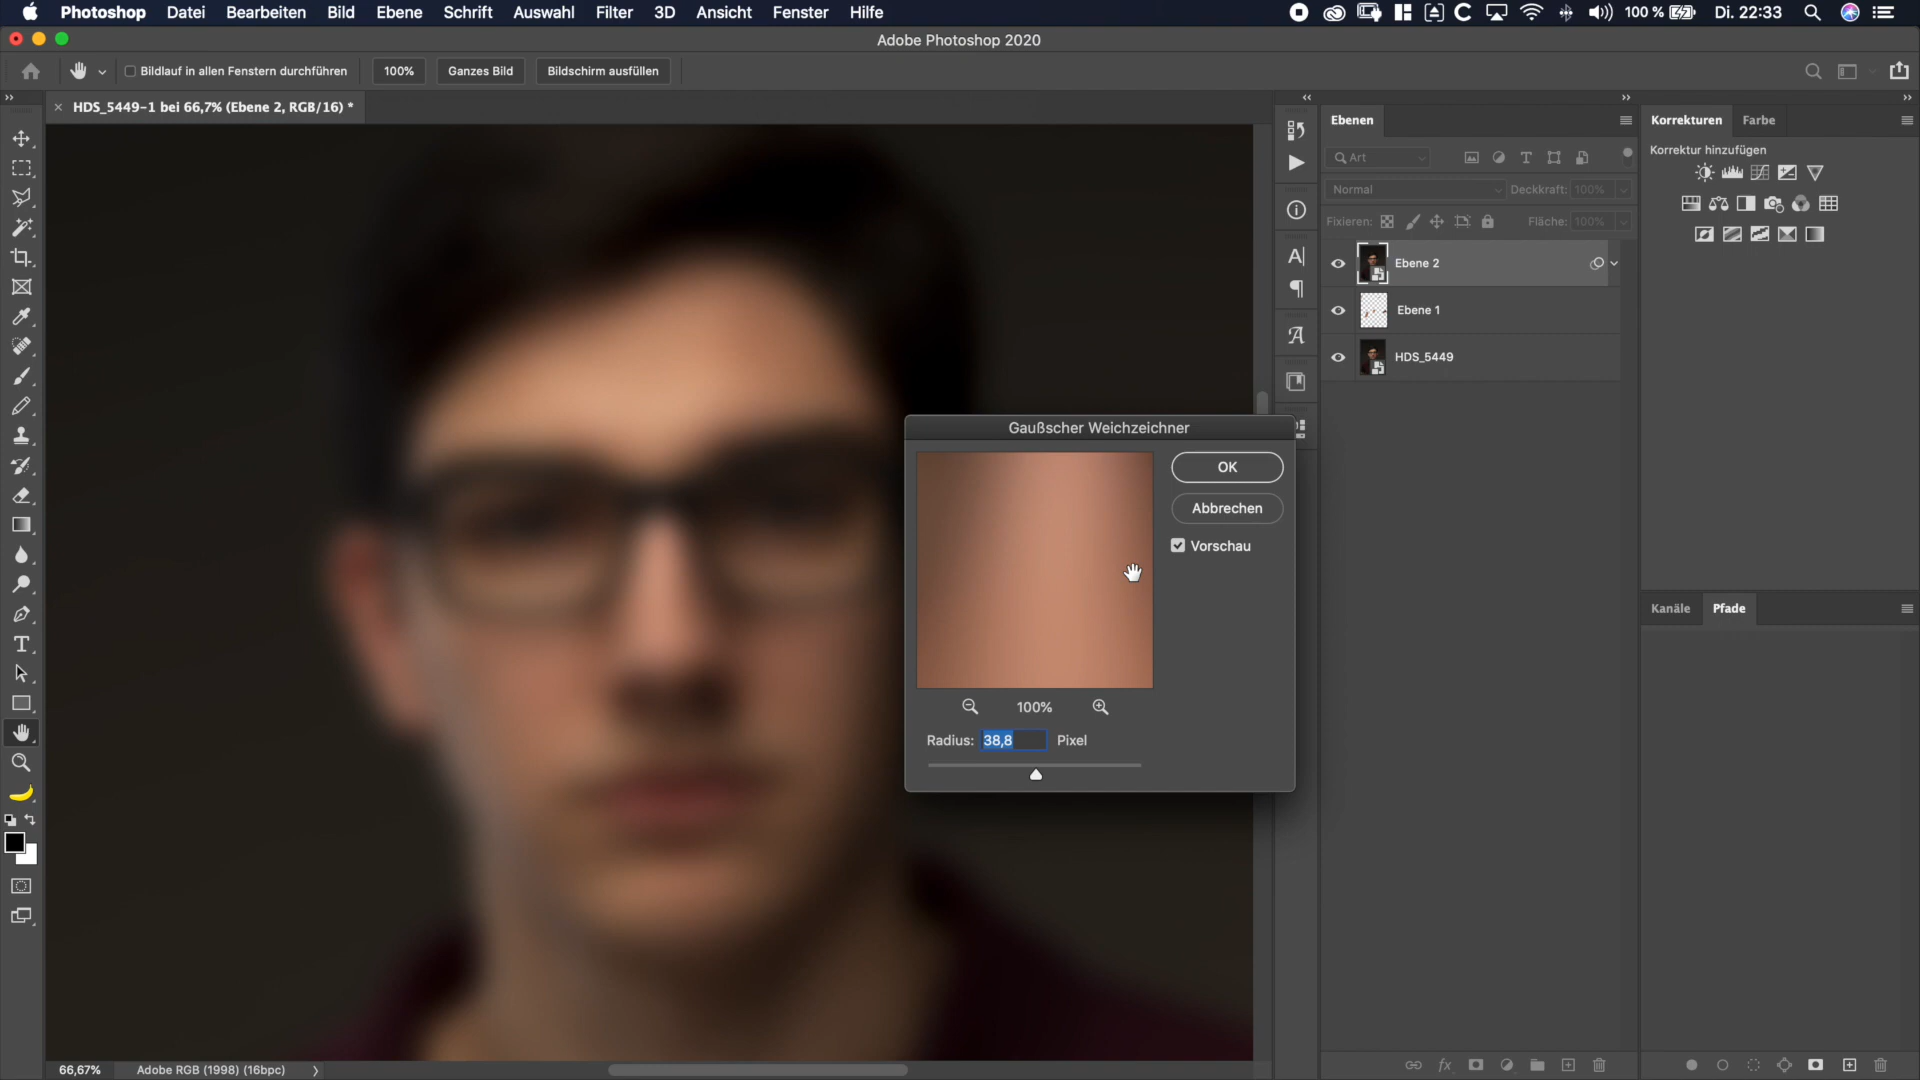 Photoshop Datei Bearbeiten Bild Ebene Schrift Auswahl Filter 3D Ansicht Fenster Hilfe 100 % Di. 22:33
Adobe Photoshop 2020
Bildlauf in allen Fenstern durchführen 100% Ganzes Bild Bildschirm ausfüllen
× HDS_5449-1 bei 66,7% (Ebene 2, RGB/16) *
Ebenen
Art
Normal Deckkraft: 100%
Fixieren: Fläche: 100%
Ebene 2
Ebene 1
HDS_5449
Korrekturen Farbe
Korrektur hinzufügen
Kanäle Pfade
Gaußscher Weichzeichner
OK
Abbrechen
Vorschau
100%
Radius: 38,8 Pixel
66,67% Adobe RGB (1998) (16bpc)